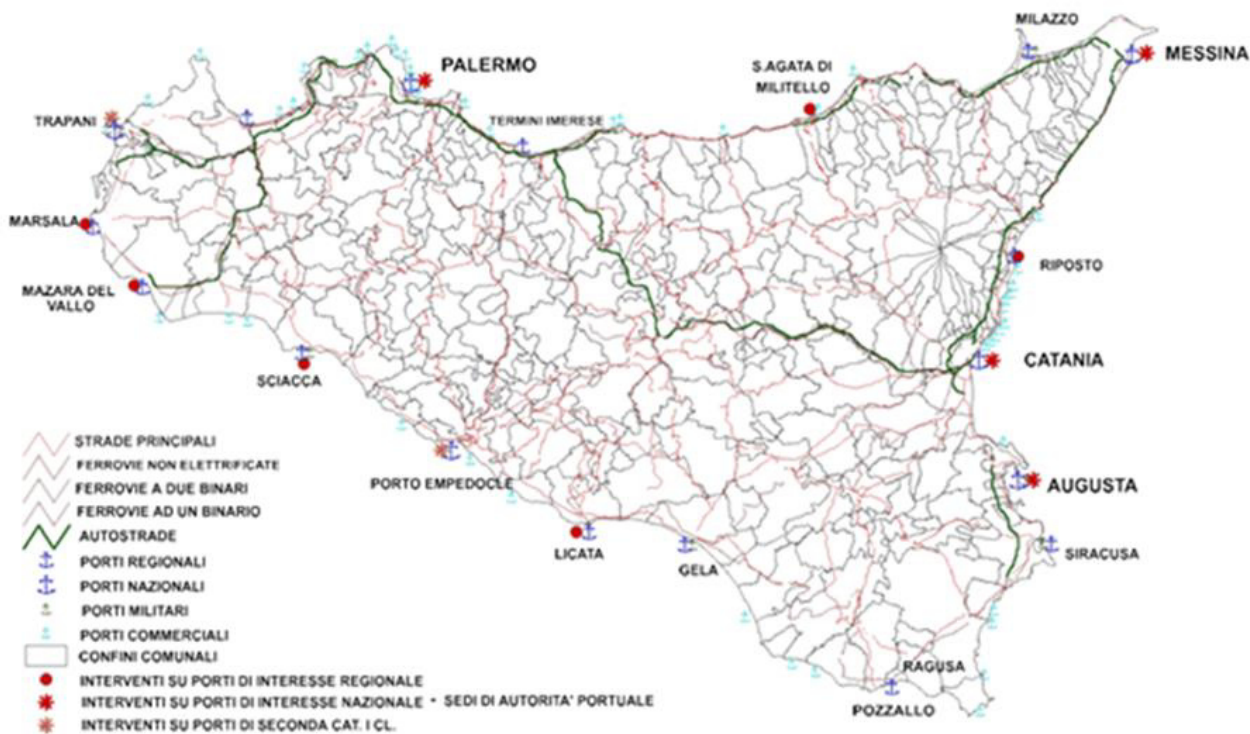 MILAZZO
MESSINA
PALERMO
S.AGATA DI
MILITELLO
TRAPANI
TERMINI IMERESE
MARSALA
RIPOSTO
MAZARA DEL
VALLO
CATANIA
SCIACCA
STRADE PRINCIPALI
FERROVIE NON ELETTRIFICATE
FERROVIE A DUE BINARI
FERROVIE AD UN BINARIO
AUTOSTRADE
PORTI REGIONALI
PORTI NAZIONALI
PORTI MILITARI
PORTI COMMERCIALI
CONFINI COMUNALI
INTERVENTI SU PORTI DI INTERESSE REGIONALE
INTERVENTI SU PORTI DI INTERESSE NAZIONALE - SEDI DI AUTORITA' PORTUALE
INTERVENTI SU PORTI DI SECONDA CAT. I CL.
PORTO EMPEDOCLE
AUGUSTA
LICATA
GELA
SIRACUSA
RAGUSA
POZZALLO